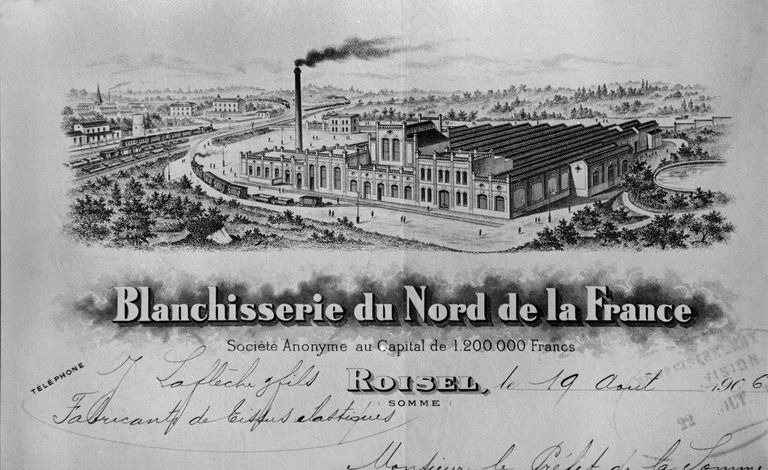 Blanchisserie du Nord de la France
Société Anonyme au Capital de 1.200.000 Francs
TÉLÉPHONE
J Laflèche & fils
Fabricants de tissus élastiques
ROISEL, le 19 Août 1906
SOMME
22
Monsieur le Préfet de la Somme